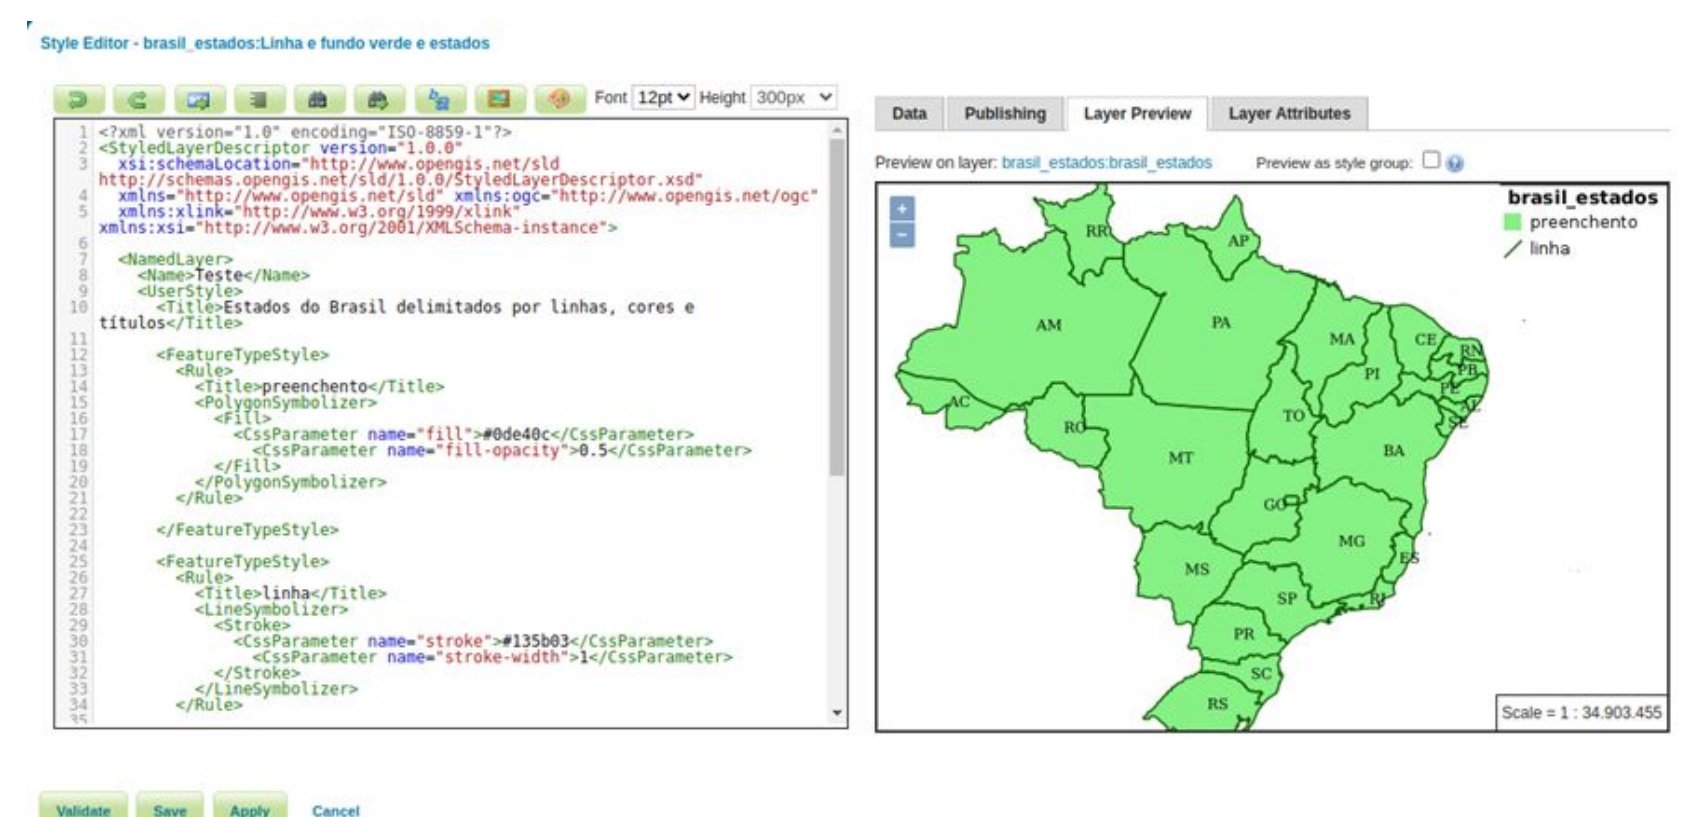 Style Editor - brasil_estados:Linha e fundo verde e estados
Font 12pt Height 300px
1 <?xml version="1.0" encoding="ISO-8859-1"?>
2 <StyledLayerDescriptor version="1.0.0"
3 xsi:schemaLocation="http://www.opengis.net/sld
http://schemas.opengis.net/sld/1.0.0/StyledLayerDescriptor.xsd"
4 xmlns="http://www.opengis.net/sld" xmlns:ogc="http://www.opengis.net/ogc"
5 xmlns:xlink="http://www.w3.org/1999/xlink"
xmlns:xsi="http://www.w3.org/2001/XMLSchema-instance">
6
7 <NamedLayer>
8 <Name>Teste</Name>
9 <UserStyle>
10 <Title>Estados do Brasil delimitados por linhas, cores e
títulos</Title>
11
12 <FeatureTypeStyle>
13 <Rule>
14 <Title>preenchento</Title>
15 <PolygonSymbolizer>
16 <Fill>
17 <CssParameter name="fill">#0de40c</CssParameter>
18 <CssParameter name="fill-opacity">0.5</CssParameter>
19 </Fill>
20 </PolygonSymbolizer>
21 </Rule>
22
23 </FeatureTypeStyle>
24
25 <FeatureTypeStyle>
26 <Rule>
27 <Title>linha</Title>
28 <LineSymbolizer>
29 <Stroke>
30 <CssParameter name="stroke">#135b03</CssParameter>
31 <CssParameter name="stroke-width">1</CssParameter>
32 </Stroke>
33 </LineSymbolizer>
34 </Rule>
35
Data Publishing Layer Preview Layer Attributes
Preview on layer: brasil_estados:brasil_estados Preview as style group:
+
−
brasil_estados
preenchento
linha
RR
AP
AM
PA
MA
CE
RN
PI
PB
PE
AC
AL
TO
SE
RO
BA
MT
GO
MG
ES
MS
SP
RJ
PR
SC
RS
Scale = 1 : 34.903.455
Validate Save Apply Cancel